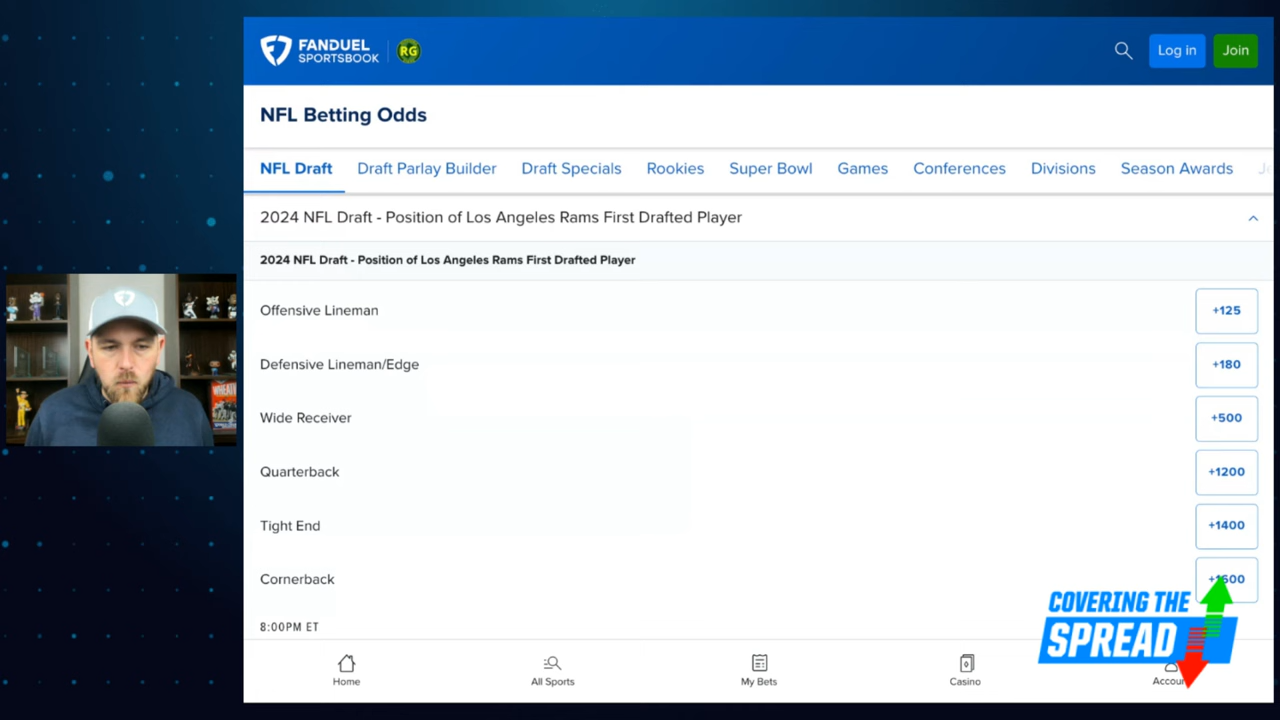 FANDUEL
SPORTSBOOK
RG
Log in
Join
NFL Betting Odds
NFL Draft
Draft Parlay Builder
Draft Specials
Rookies
Super Bowl
Games
Conferences
Divisions
Season Awards
2024 NFL Draft - Position of Los Angeles Rams First Drafted Player
2024 NFL Draft - Position of Los Angeles Rams First Drafted Player
Offensive Lineman +125
Defensive Lineman/Edge +180
Wide Receiver +500
Quarterback +1200
Tight End +1400
Cornerback
8:00PM ET
COVERING THE
SPREAD
Home
All Sports
My Bets
Casino
WHEATIES